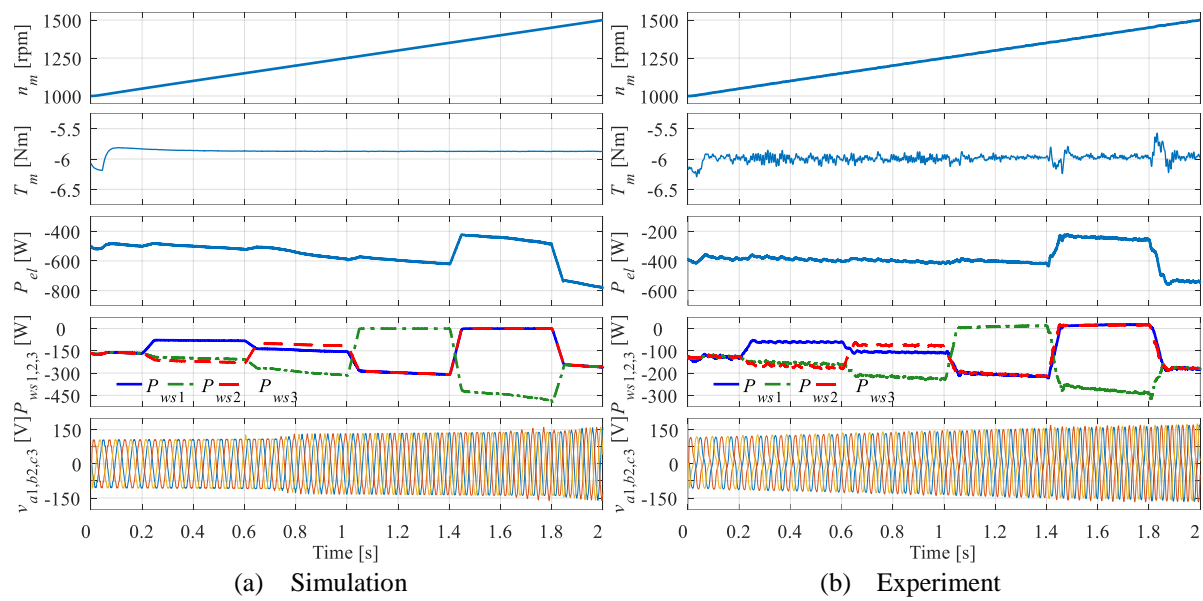 1500
1250
1000
n_m [rpm]
-5.5
-6
-6.5
T_m [Nm]
-400
-600
-800
P_el [W]
0
-150
-300
-450
P_ws1,2,3 [W]
P_ws1 P_ws2 P_ws3
150
0
-150
v_a1,b2,c3 [V]
0 0.2 0.4 0.6 0.8 1 1.2 1.4 1.6 1.8 2
Time [s]
(a) Simulation
1500
1250
1000
n_m [rpm]
-5.5
-6
-6.5
T_m [Nm]
-200
-400
-600
P_el [W]
0
-100
-200
-300
P_ws1,2,3 [W]
P_ws1 P_ws2 P_ws3
150
0
-150
v_a1,b2,c3 [V]
0 0.2 0.4 0.6 0.8 1 1.2 1.4 1.6 1.8 2
Time [s]
(b) Experiment